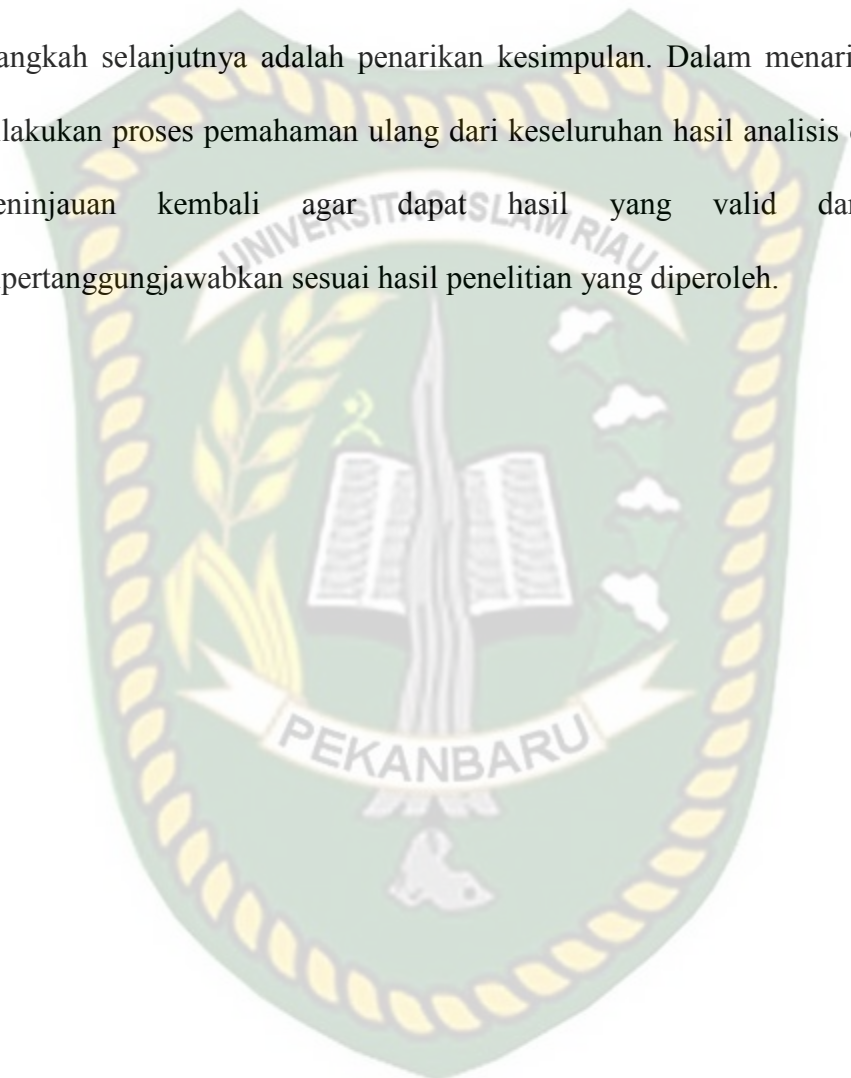 angkah selanjutnya adalah penarikan kesimpulan. Dalam menari
lakukan proses pemahaman ulang dari keseluruhan hasil analisis
eninjauan kembali agar dapat hasil yang valid dan
pertanggungjawabkan sesuai hasil penelitian yang diperoleh.
UNIVERSITAS ISLAM RIAU
PEKANBARU